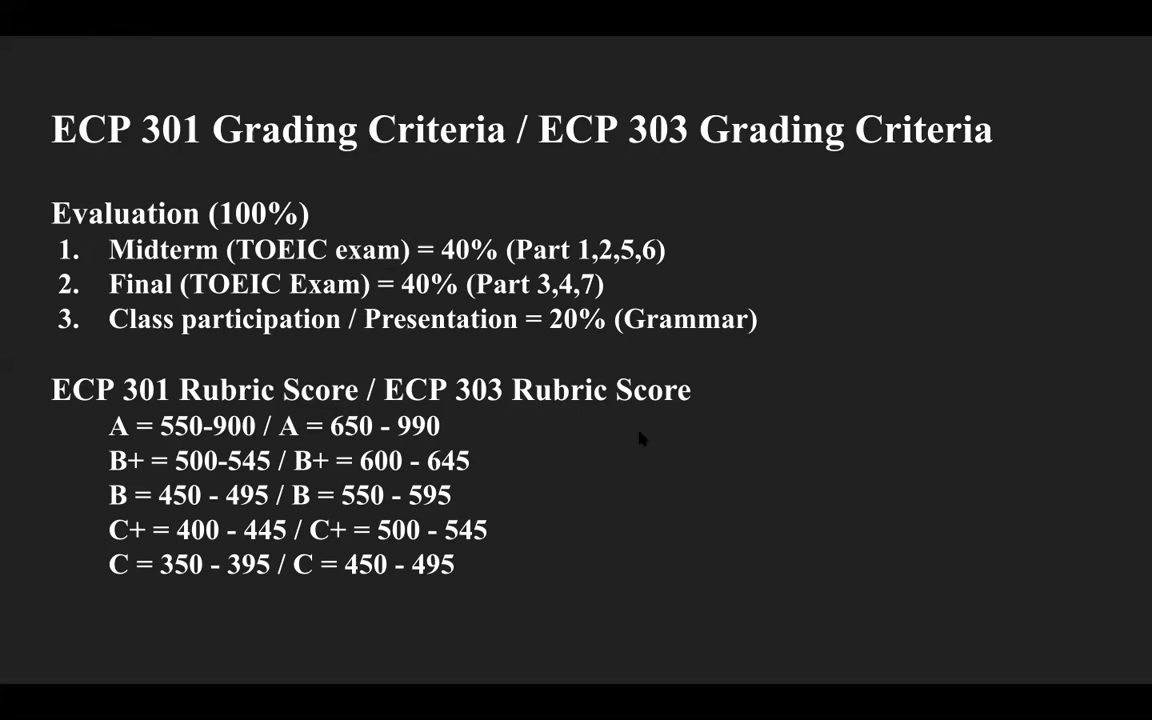 ECP 301 Grading Criteria / ECP 303 Grading Criteria
Evaluation (100%)
1. Midterm (TOEIC exam) = 40% (Part 1,2,5,6)
2. Final (TOEIC Exam) = 40% (Part 3,4,7)
3. Class participation / Presentation = 20% (Grammar)
ECP 301 Rubric Score / ECP 303 Rubric Score
A = 550-900 / A = 650 - 990
B+ = 500-545 / B+ = 600 - 645
B = 450 - 495 / B = 550 - 595
C+ = 400 - 445 / C+ = 500 - 545
C = 350 - 395 / C = 450 - 495